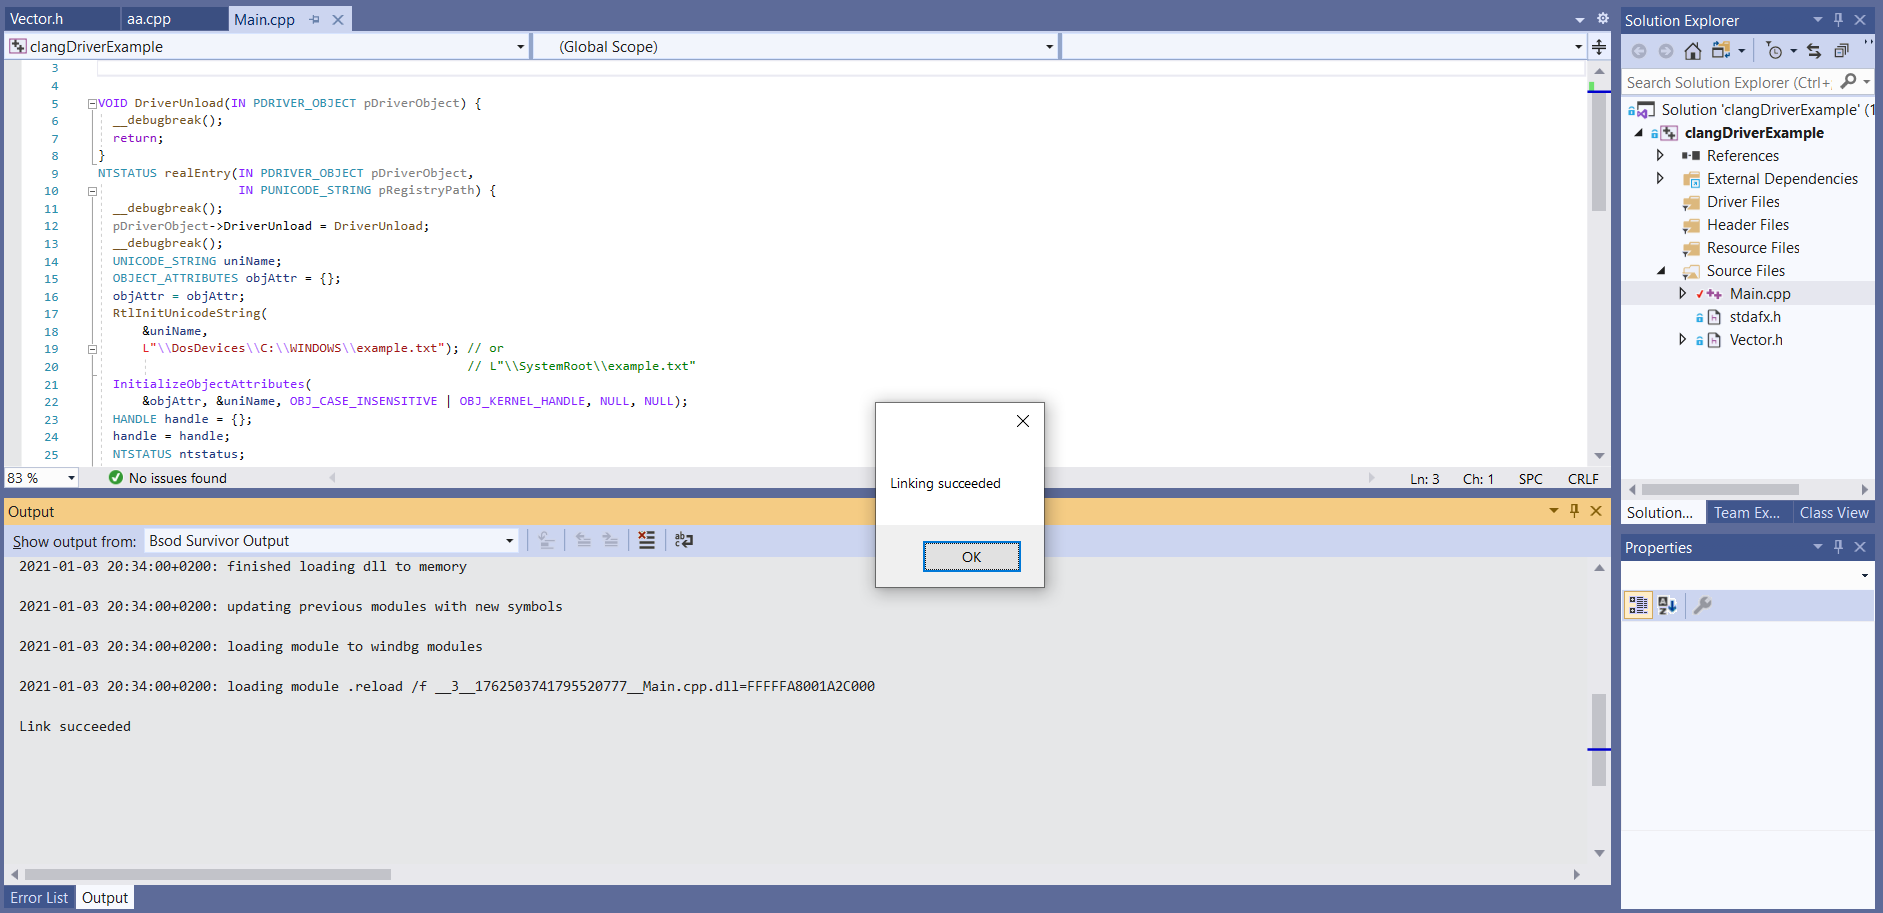 Vector.h
aa.cpp
Main.cpp
clangDriverExample
(Global Scope)
3
4
5 VOID DriverUnload(IN PDRIVER_OBJECT pDriverObject) {
6 __debugbreak();
7 return;
8 }
9 NTSTATUS realEntry(IN PDRIVER_OBJECT pDriverObject,
10 IN PUNICODE_STRING pRegistryPath) {
11 __debugbreak();
12 pDriverObject->DriverUnload = DriverUnload;
13 __debugbreak();
14 UNICODE_STRING uniName;
15 OBJECT_ATTRIBUTES objAttr = {};
16 objAttr = objAttr;
17 RtlInitUnicodeString(
18 &uniName,
19 L"\\DosDevices\\C:\\WINDOWS\\example.txt"); // or
20 // L"\\SystemRoot\\example.txt"
21 InitializeObjectAttributes(
22 &objAttr, &uniName, OBJ_CASE_INSENSITIVE | OBJ_KERNEL_HANDLE, NULL, NULL);
23 HANDLE handle = {};
24 handle = handle;
25 NTSTATUS ntstatus;
83 %
No issues found
Ln: 3
Ch: 1
SPC
CRLF
Linking succeeded
OK
Output
Show output from: Bsod Survivor Output
2021-01-03 20:34:00+0200: finished loading dll to memory
2021-01-03 20:34:00+0200: updating previous modules with new symbols
2021-01-03 20:34:00+0200: loading module to windbg modules
2021-01-03 20:34:00+0200: loading module .reload /f __3__1762503741795520777__Main.cpp.dll=FFFFFA8001A2C000
Link succeeded
Error List
Output
Solution Explorer
Search Solution Explorer (Ctrl+
Solution 'clangDriverExample' (1
clangDriverExample
References
External Dependencies
Driver Files
Header Files
Resource Files
Source Files
Main.cpp
stdafx.h
Vector.h
Solution...
Team Ex...
Class View
Properties